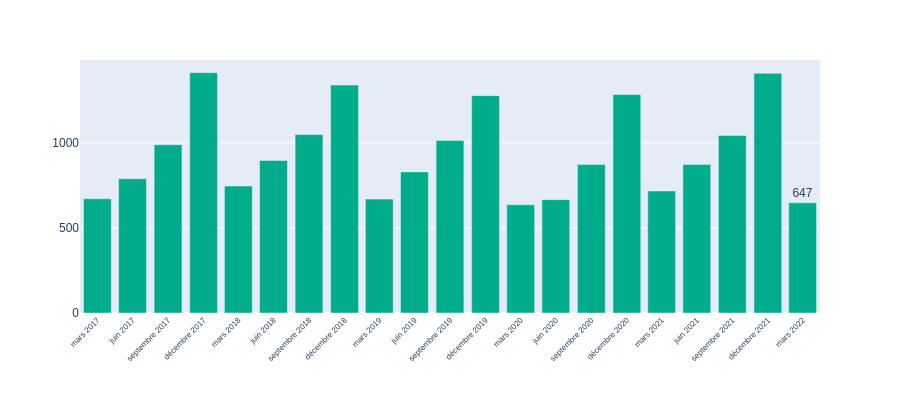 1000
500
0
647
mars 2017
juin 2017
septembre 2017
décembre 2017
mars 2018
juin 2018
septembre 2018
décembre 2018
mars 2019
juin 2019
septembre 2019
décembre 2019
mars 2020
juin 2020
septembre 2020
décembre 2020
mars 2021
juin 2021
septembre 2021
décembre 2021
mars 2022